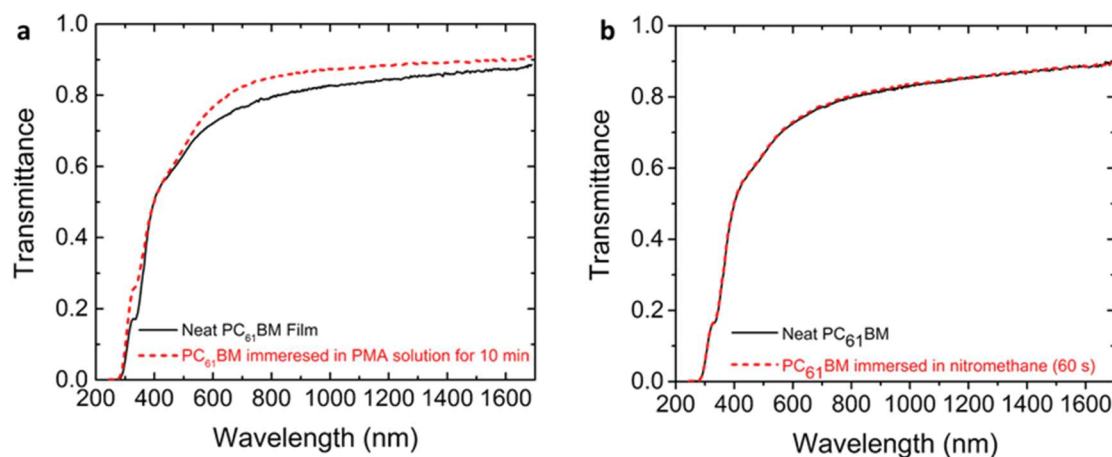 a
1.0
0.8
0.6
0.4
0.2
0.0
Transmittance
Neat PC₆₁BM Film
PC₆₁BM immeresed in PMA solution for 10 min
200 400 600 800 1000 1200 1400 1600
Wavelength (nm)
b
1.0
0.8
0.6
0.4
0.2
0.0
Transmittance
Neat PC₆₁BM
PC₆₁BM immersed in nitromethane (60 s)
200 400 600 800 1000 1200 1400 1600
Wavelength (nm)